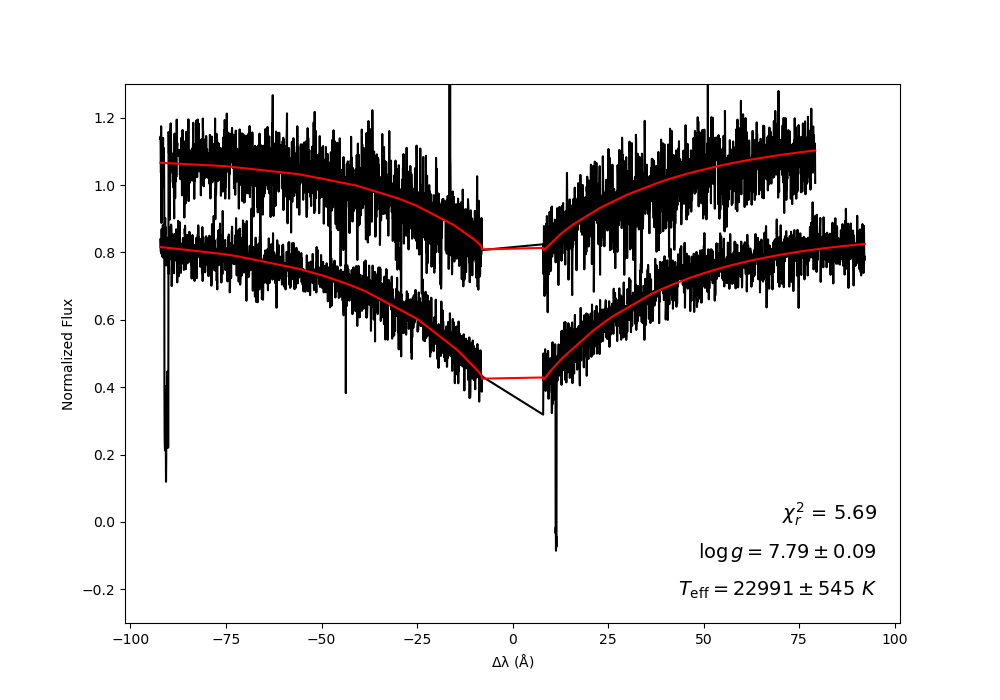 1.2
1.0
0.8
0.6
0.4
0.2
0.0
−0.2
Normalized Flux
χ²ᵣ = 5.69
log g = 7.79 ± 0.09
T_eff = 22991 ± 545 K
−100 −75 −50 −25 0 25 50 75 100
Δλ (Å)